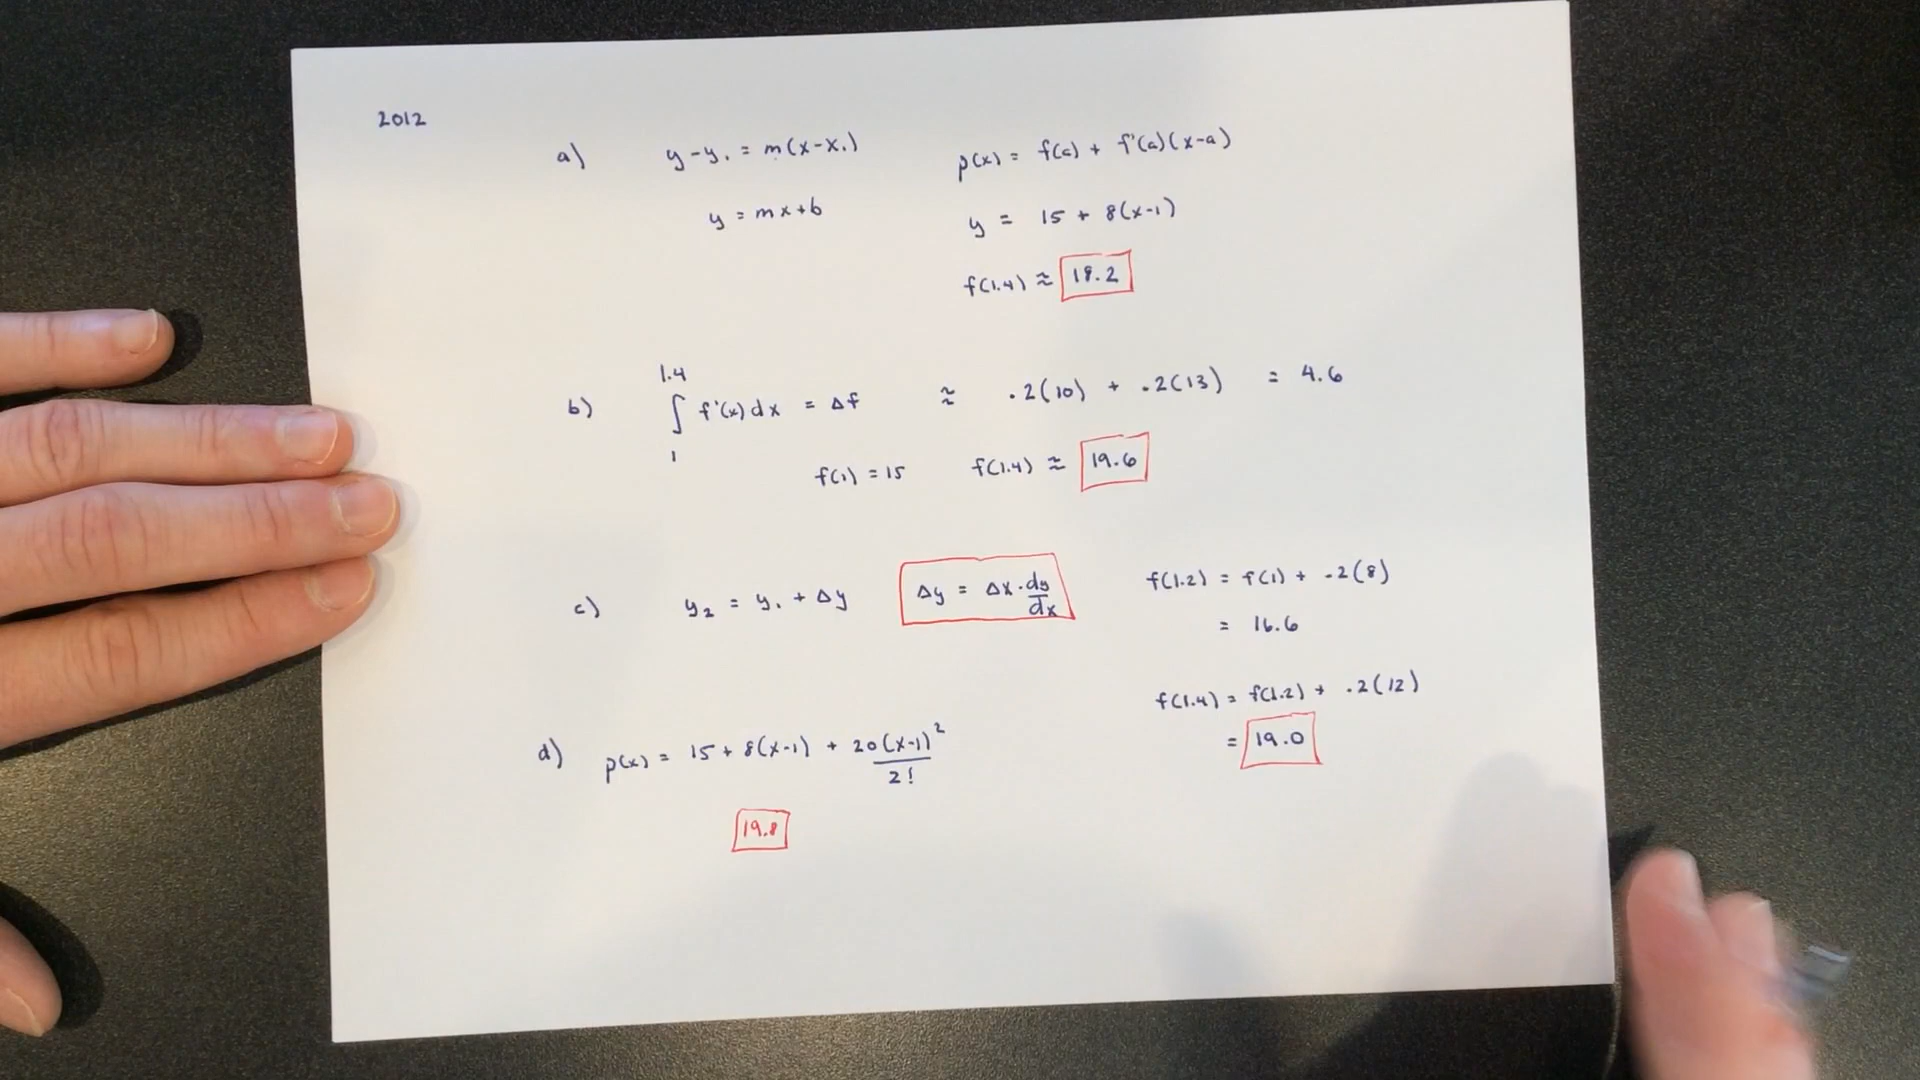 2012
a) y - y₁ = m(x-x₁)
y = mx+b
p(x) = f(a) + f'(a)(x-a)
y = 15 + 8(x-1)
f(1.4) ≈ 18.2
b) ∫₁^1.4 f'(x)dx = Δf ≈ .2(10) + .2(13) = 4.6
f(1) = 15 f(1.4) ≈ 19.6
c) y₂ = y₁ + Δy Δy = Δx · dy/dx
f(1.2) = f(1) + .2(8)
= 16.6
f(1.4) = f(1.2) + .2(12)
= 19.0
d) p(x) = 15 + 8(x-1) + 20(x-1)²/2!
19.8